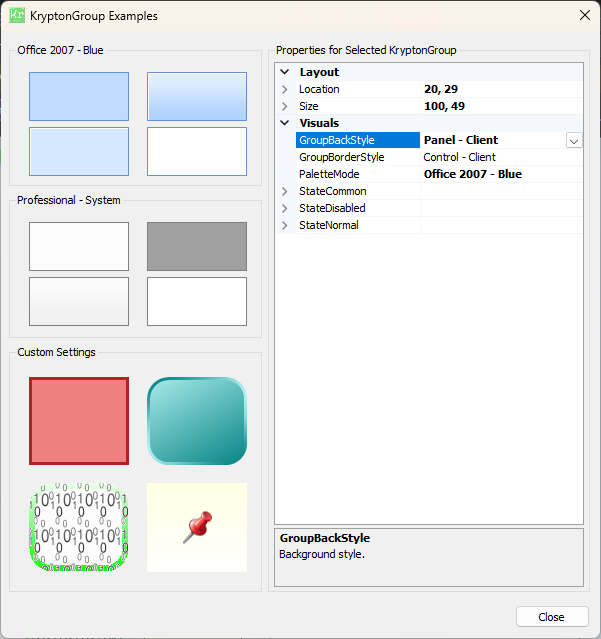 Kr KryptonGroup Examples
Office 2007 - Blue
Professional - System
Custom Settings
Properties for Selected KryptonGroup
Layout
Location 20, 29
Size 100, 49
Visuals
GroupBackStyle Panel - Client
GroupBorderStyle Control - Client
PaletteMode Office 2007 - Blue
StateCommon
StateDisabled
StateNormal
GroupBackStyle
Background style.
Close